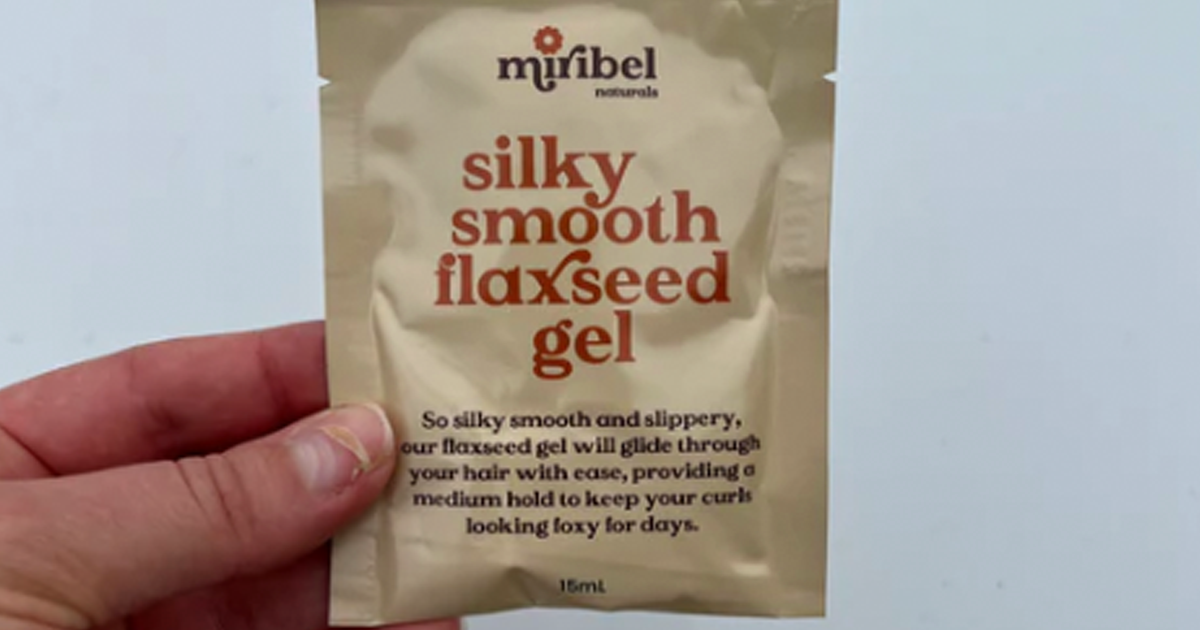 miribel
naturals
silky
smooth
flaxseed
gel
So silky smooth and slippery,
our flaxseed gel will glide through
your hair with ease, providing a
medium hold to keep your curls
looking foxy for days.
15mL